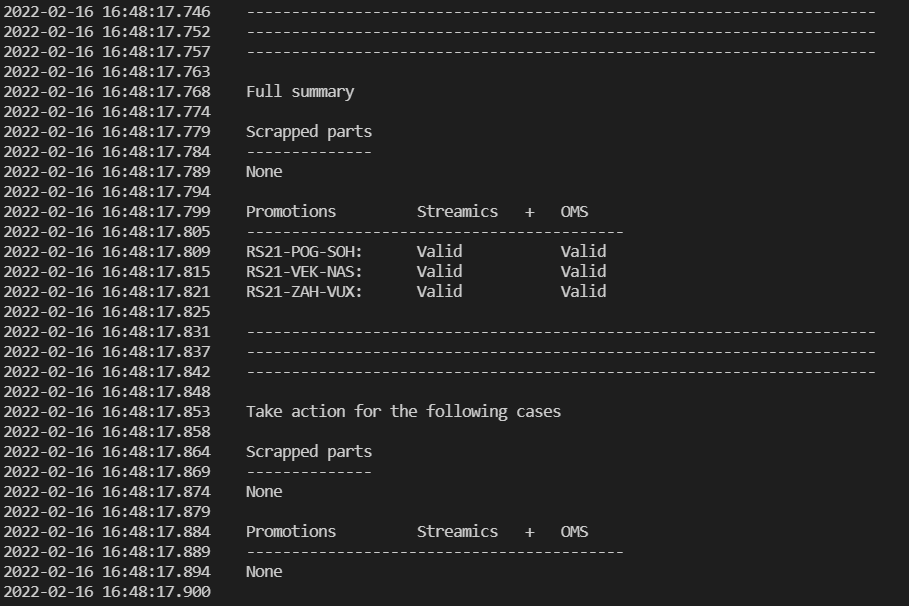 2022-02-16 16:48:17.746    ----------------------------------------------------------------------
2022-02-16 16:48:17.752    ----------------------------------------------------------------------
2022-02-16 16:48:17.757    ----------------------------------------------------------------------
2022-02-16 16:48:17.763
2022-02-16 16:48:17.768    Full summary
2022-02-16 16:48:17.774
2022-02-16 16:48:17.779    Scrapped parts
2022-02-16 16:48:17.784    --------------
2022-02-16 16:48:17.789    None
2022-02-16 16:48:17.794
2022-02-16 16:48:17.799    Promotions         Streamics   +   OMS
2022-02-16 16:48:17.805    ------------------------------------------
2022-02-16 16:48:17.809    RS21-POG-SOH:      Valid           Valid
2022-02-16 16:48:17.815    RS21-VEK-NAS:      Valid           Valid
2022-02-16 16:48:17.821    RS21-ZAH-VUX:      Valid           Valid
2022-02-16 16:48:17.825
2022-02-16 16:48:17.831    ----------------------------------------------------------------------
2022-02-16 16:48:17.837    ----------------------------------------------------------------------
2022-02-16 16:48:17.842    ----------------------------------------------------------------------
2022-02-16 16:48:17.848
2022-02-16 16:48:17.853    Take action for the following cases
2022-02-16 16:48:17.858
2022-02-16 16:48:17.864    Scrapped parts
2022-02-16 16:48:17.869    --------------
2022-02-16 16:48:17.874    None
2022-02-16 16:48:17.879
2022-02-16 16:48:17.884    Promotions         Streamics   +   OMS
2022-02-16 16:48:17.889    ------------------------------------------
2022-02-16 16:48:17.894    None
2022-02-16 16:48:17.900